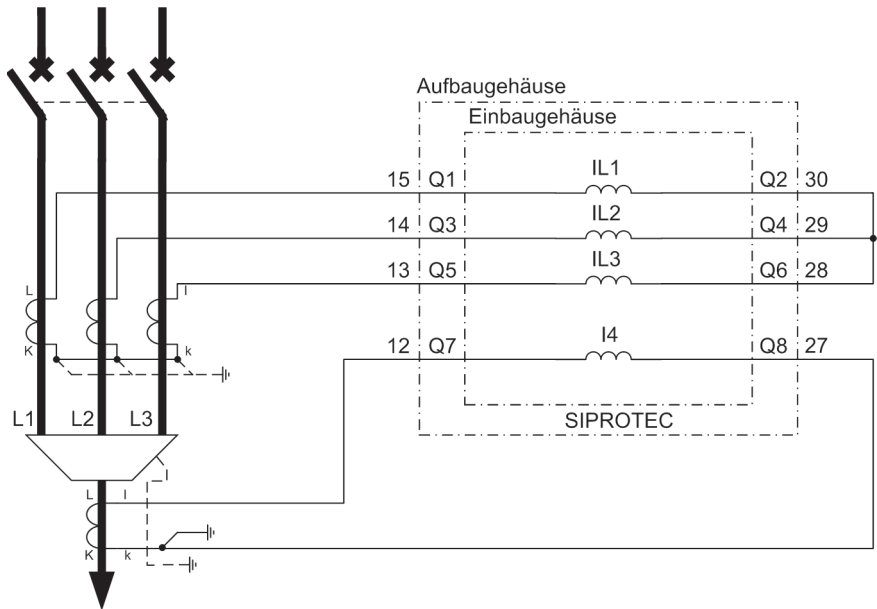 Aufbaugehäuse
Einbaugehäuse
15 Q1 IL1 Q2 30
14 Q3 IL2 Q4 29
13 Q5 IL3 Q6 28
L l
K k
12 Q7 I4 Q8 27
L1 L2 L3
SIPROTEC
L l
K k